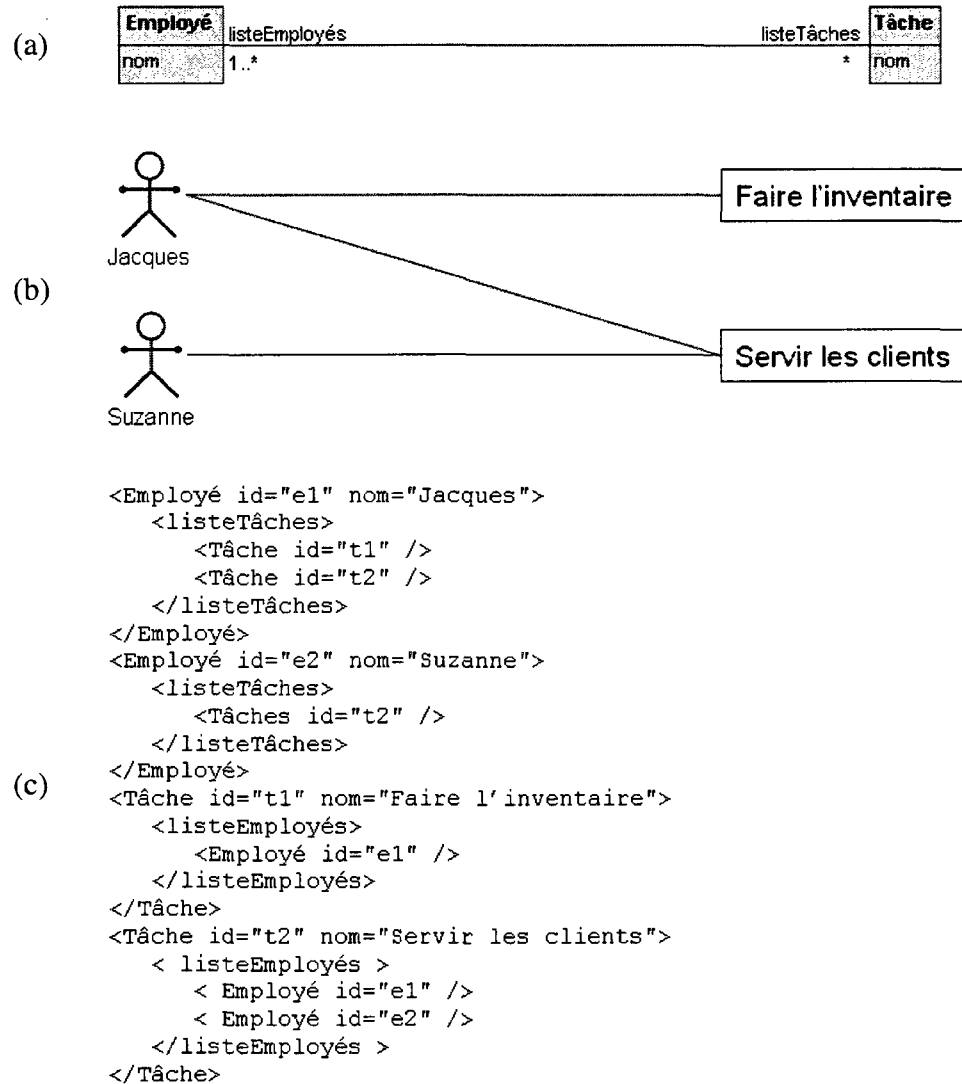 (a)
Employé listeEmployés listeTâches Tâche
nom 1..* * nom
Faire l'inventaire
Jacques
(b)
Servir les clients
Suzanne
(c)
<Employé id="e1" nom="Jacques">
<listeTâches>
<Tâche id="t1" />
<Tâche id="t2" />
</listeTâches>
</Employé>
<Employé id="e2" nom="Suzanne">
<listeTâches>
<Tâches id="t2" />
</listeTâches>
</Employé>
<Tâche id="t1" nom="Faire l'inventaire">
<listeEmployés>
<Employé id="e1" />
</listeEmployés>
</Tâche>
<Tâche id="t2" nom="Servir les clients">
< listeEmployés >
< Employé id="e1" />
< Employé id="e2" />
</listeEmployés >
</Tâche>